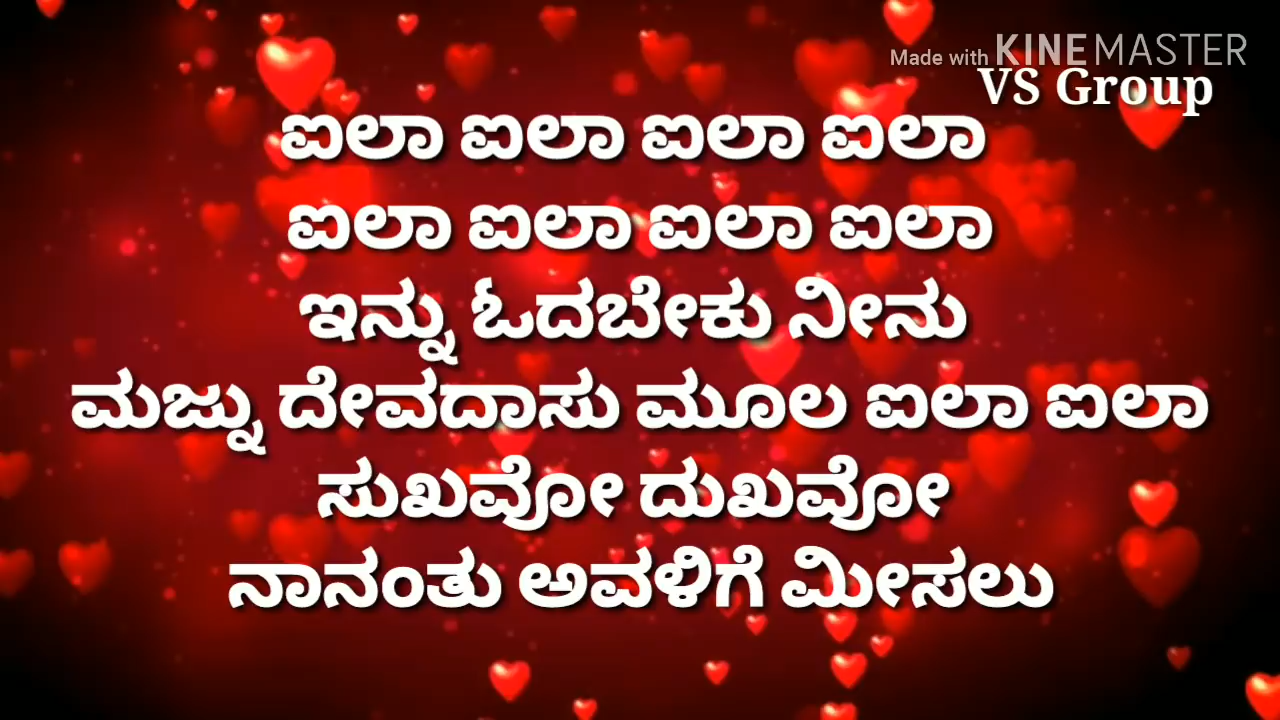 Made with KINEMASTER
VS Group
ಐಲಾ ಐಲಾ ಐಲಾ ಐಲಾ
ಐಲಾ ಐಲಾ ಐಲಾ ಐಲಾ
ಇನ್ನು ಓದಬೇಕು ನೀನು
ಮಜ್ನು ದೇವದಾಸು ಮೂಲ ಐಲಾ ಐಲಾ
ಸುಖವೋ ದುಖವೋ
ನಾನಂತು ಅವಳಿಗೆ ಮೀಸಲು